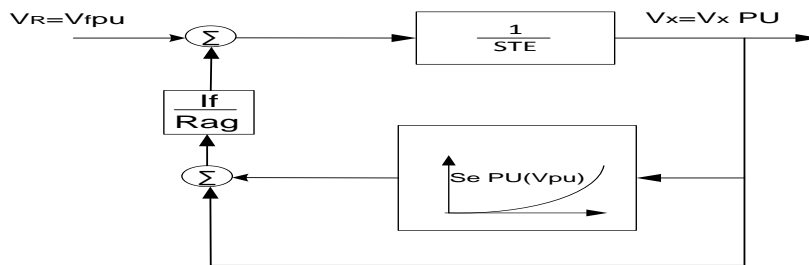 VR=Vfpu
Σ
1
STE
Vx=Vx PU
If
Rag
Σ
Se PU(Vpu)